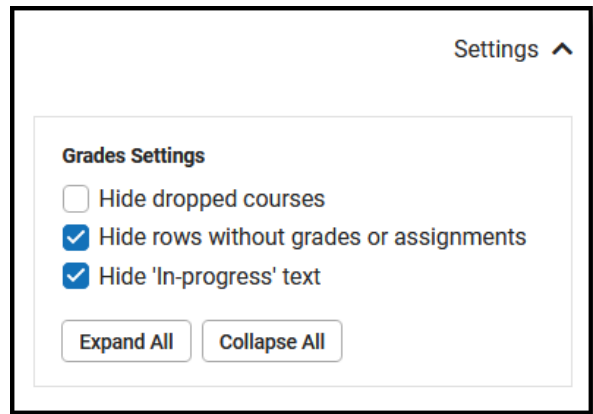 Settings
Grades Settings
Hide dropped courses
Hide rows without grades or assignments
Hide 'In-progress' text
Expand All Collapse All